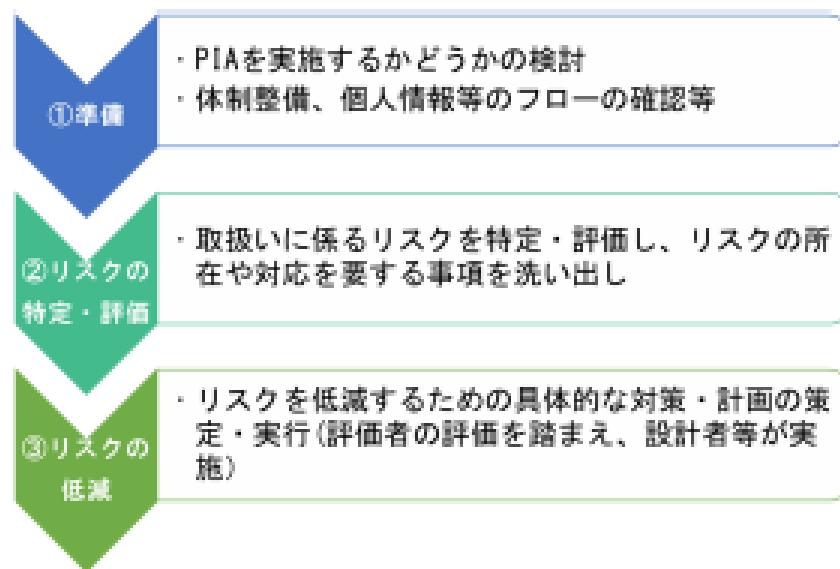 ①準備
・PIAを実施するかどうかの検討
・体制整備、個人情報等のフローの確認等
②リスクの
特定・評価
・取扱いに係るリスクを特定・評価し、リスクの所
在や対応を要する事項を洗い出し
③リスクの
低減
・リスクを低減するための具体的な対策・計画の策
定・実行(評価者の評価を踏まえ、設計者等が実
施)